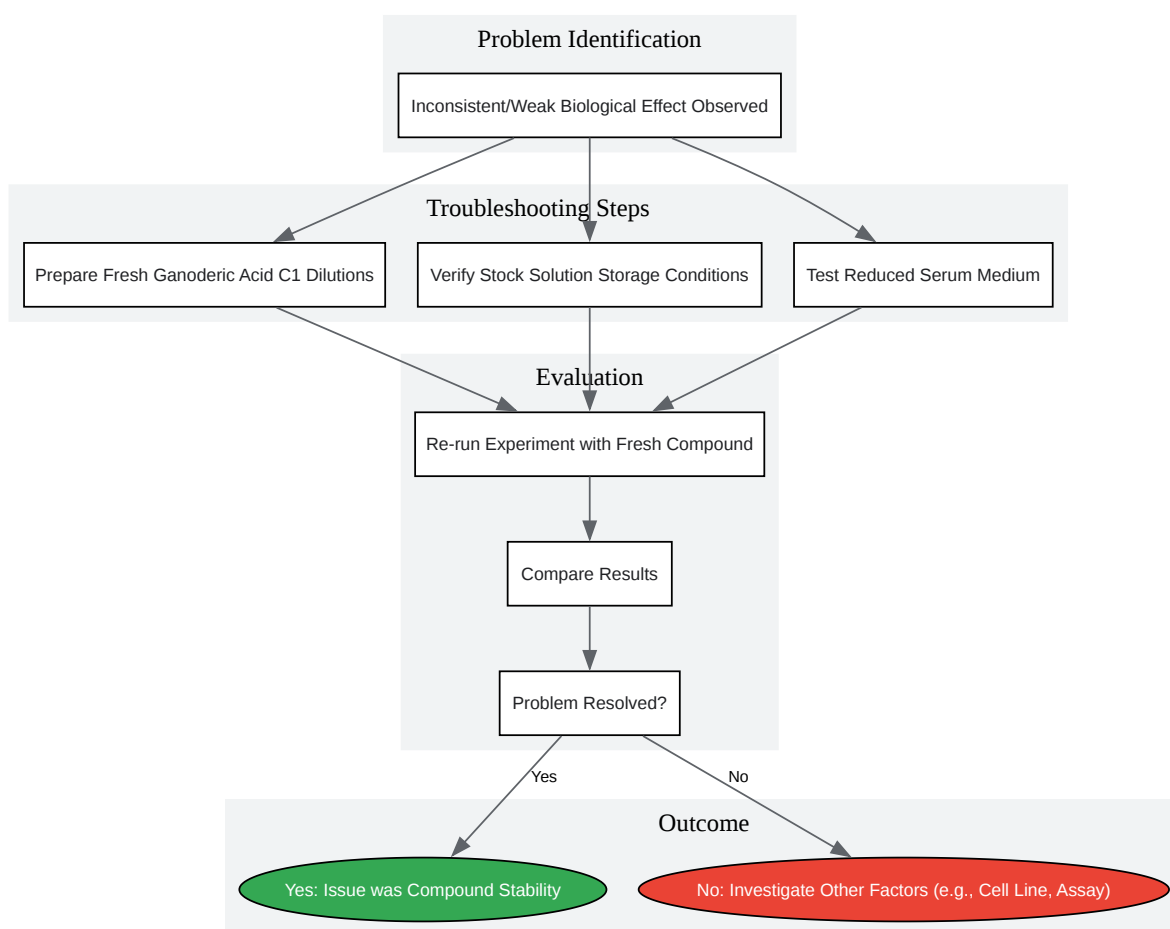 Problem Identification
Inconsistent/Weak Biological Effect Observed
Troubleshooting Steps
Prepare Fresh Ganoderic Acid C1 Dilutions
Verify Stock Solution Storage Conditions
Test Reduced Serum Medium
Evaluation
Re-run Experiment with Fresh Compound
Compare Results
Problem Resolved?
Yes
No
Outcome
Yes: Issue was Compound Stability
No: Investigate Other Factors (e.g., Cell Line, Assay)